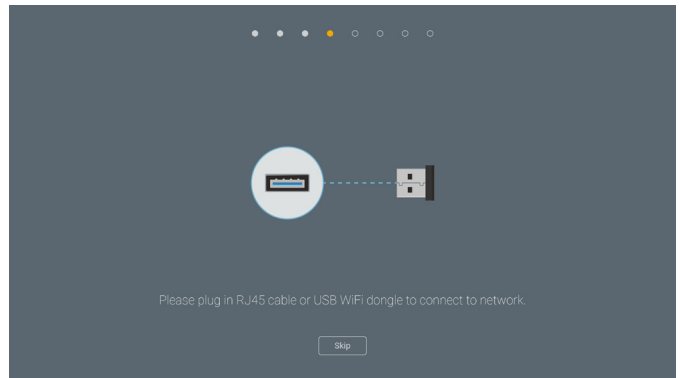 Please plug in RJ45 cable or USB WiFi dongle to connect to network.
Skip